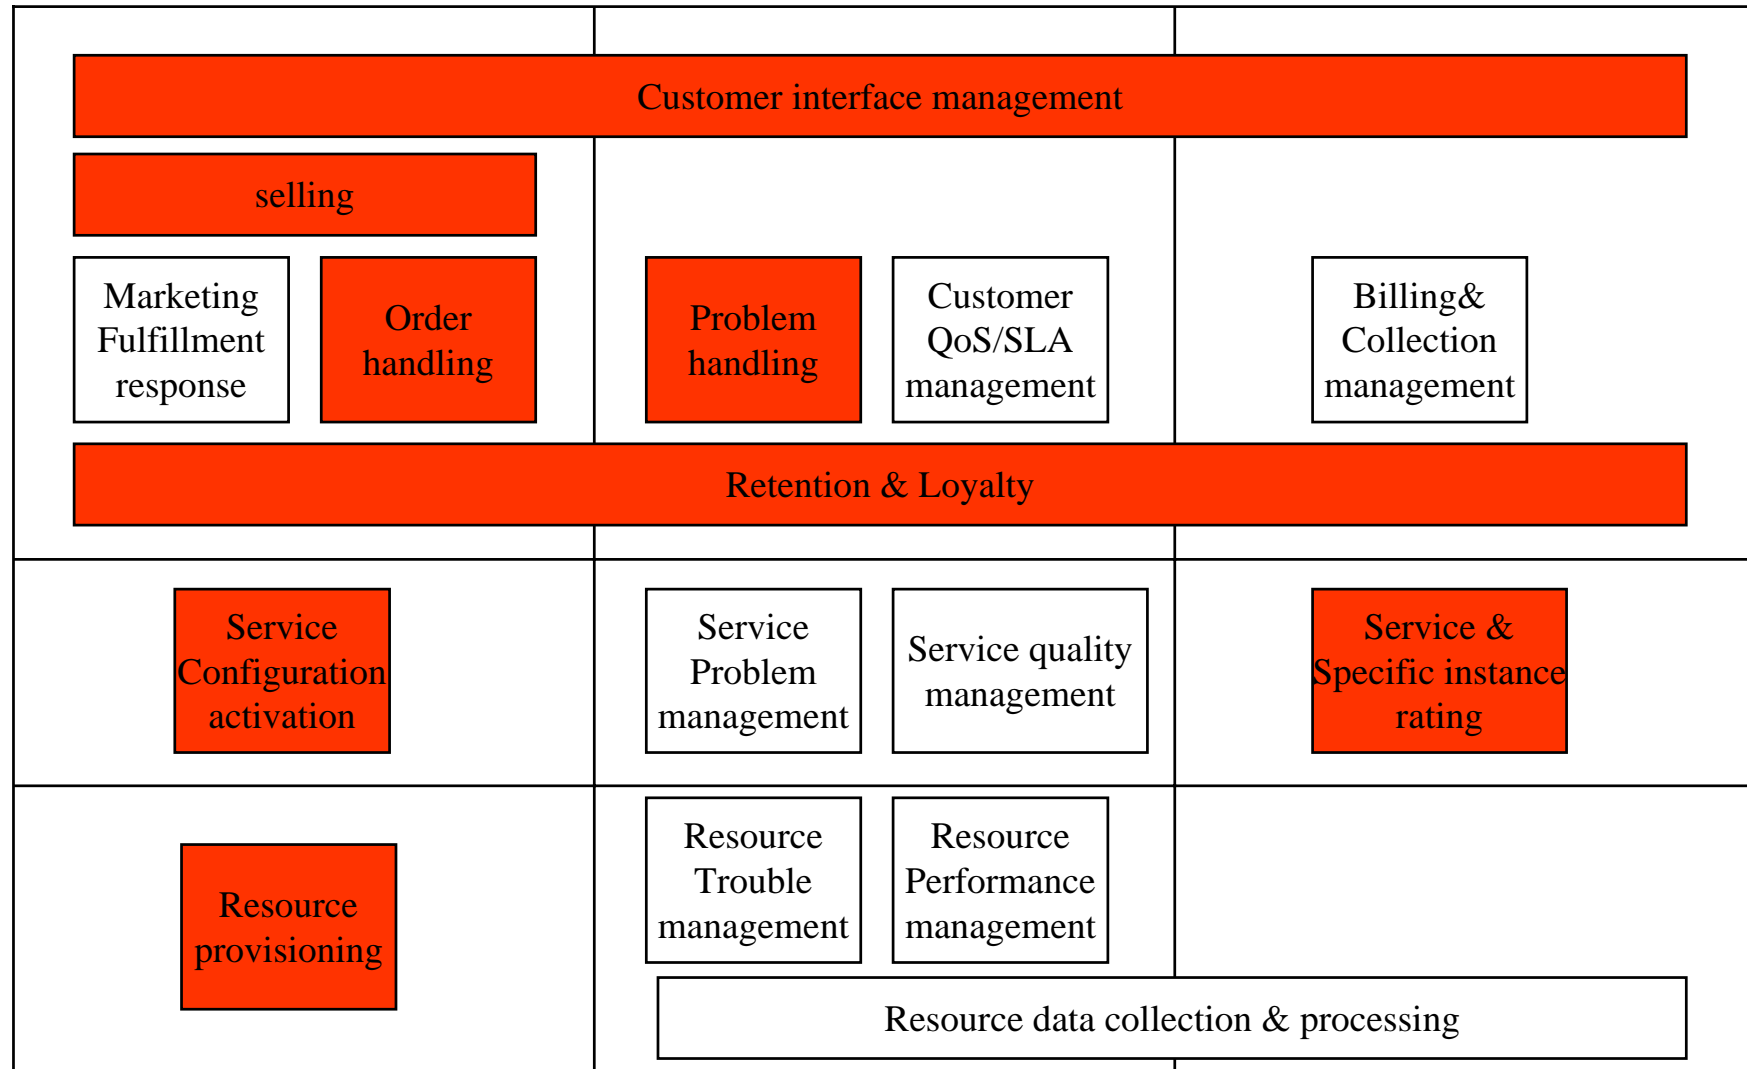 Customer interface management
selling
Marketing
Fulfillment
response
Order
handling
Problem
handling
Customer
QoS/SLA
management
Billing&
Collection
management
Retention & Loyalty
Service
Configuration
activation
Service
Problem
management
Service quality
management
Service &
Specific instance
rating
Resource
provisioning
Resource
Trouble
management
Resource
Performance
management
Resource data collection & processing